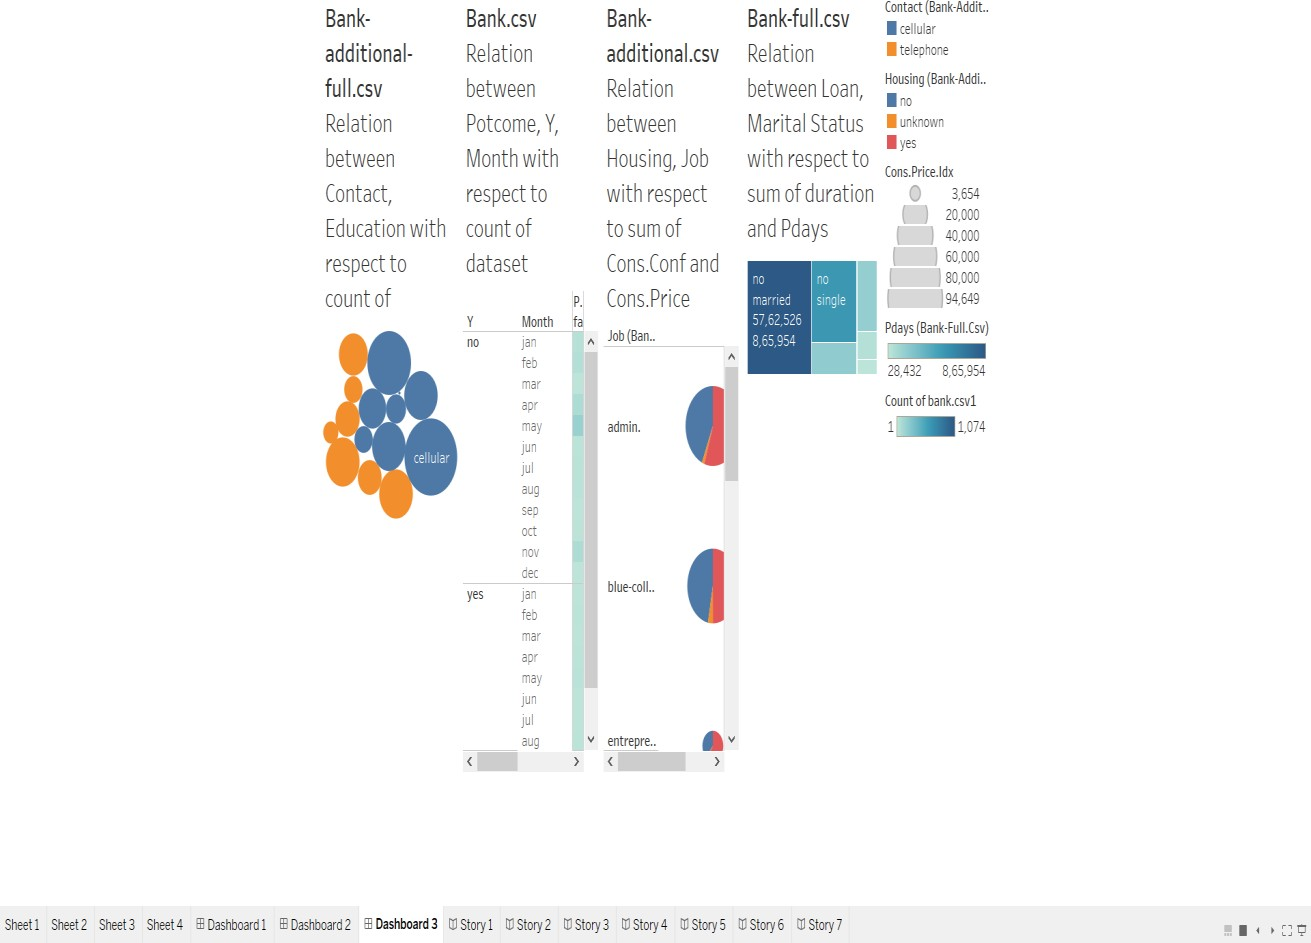 Bank-
additional-
full.csv
Relation
between
Contact,
Education with
respect to
count of
cellular
Bank.csv
Relation
between
Potcome, Y,
Month with
respect to
count of
dataset
P.
Y
Month
fa
no
jan
feb
mar
apr
may
jun
jul
aug
sep
oct
nov
dec
yes
jan
feb
mar
apr
may
jun
jul
aug
Bank-
additional.csv
Relation
between
Housing, Job
with respect
to sum of
Cons.Conf and
Cons.Price
Job (Ban..
admin.
blue-coll..
entrepre..
Bank-full.csv
Relation
between Loan,
Marital Status
with respect to
sum of duration
and Pdays
no
married
57,62,526
8,65,954
no
single
Contact (Bank-Addit..
cellular
telephone
Housing (Bank-Addi..
no
unknown
yes
Cons.Price.Idx
3,654
20,000
40,000
60,000
80,000
94,649
Pdays (Bank-Full.Csv)
28,432 8,65,954
Count of bank.csv1
1 1,074
Sheet 1 Sheet 2 Sheet 3 Sheet 4 Dashboard 1 Dashboard 2 Dashboard 3 Story 1 Story 2 Story 3 Story 4 Story 5 Story 6 Story 7